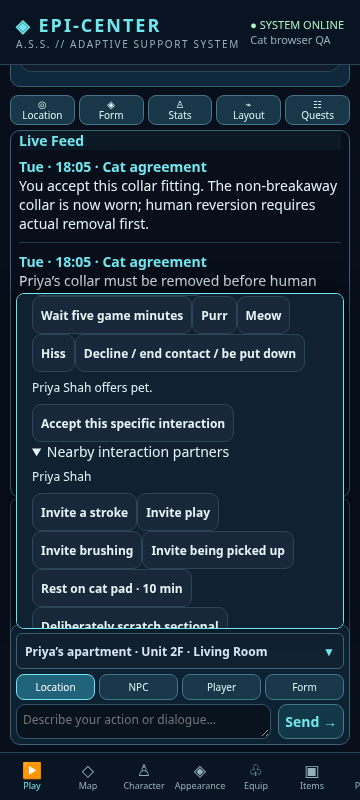 ◈ EPI-CENTER
A.S.S. // ADAPTIVE SUPPORT SYSTEM
● SYSTEM ONLINE
Cat browser QA
Location
Form
Stats
Layout
Quests
Live Feed
Tue · 18:05 · Cat agreement
You accept this collar fitting. The non-breakaway
collar is now worn; human reversion requires
actual removal first.
Tue · 18:05 · Cat agreement
Priya's collar must be removed before human
Wait five game minutes
Purr
Meow
Hiss
Decline / end contact / be put down
Priya Shah offers pet.
Accept this specific interaction
▼ Nearby interaction partners
Priya Shah
Invite a stroke
Invite play
Invite brushing
Invite being picked up
Rest on cat pad · 10 min
Deliberately scratch sectional
Priya's apartment · Unit 2F · Living Room ▼
Location
NPC
Player
Form
Describe your action or dialogue...
Send →
Play
Map
Character
Appearance
Equip
Items